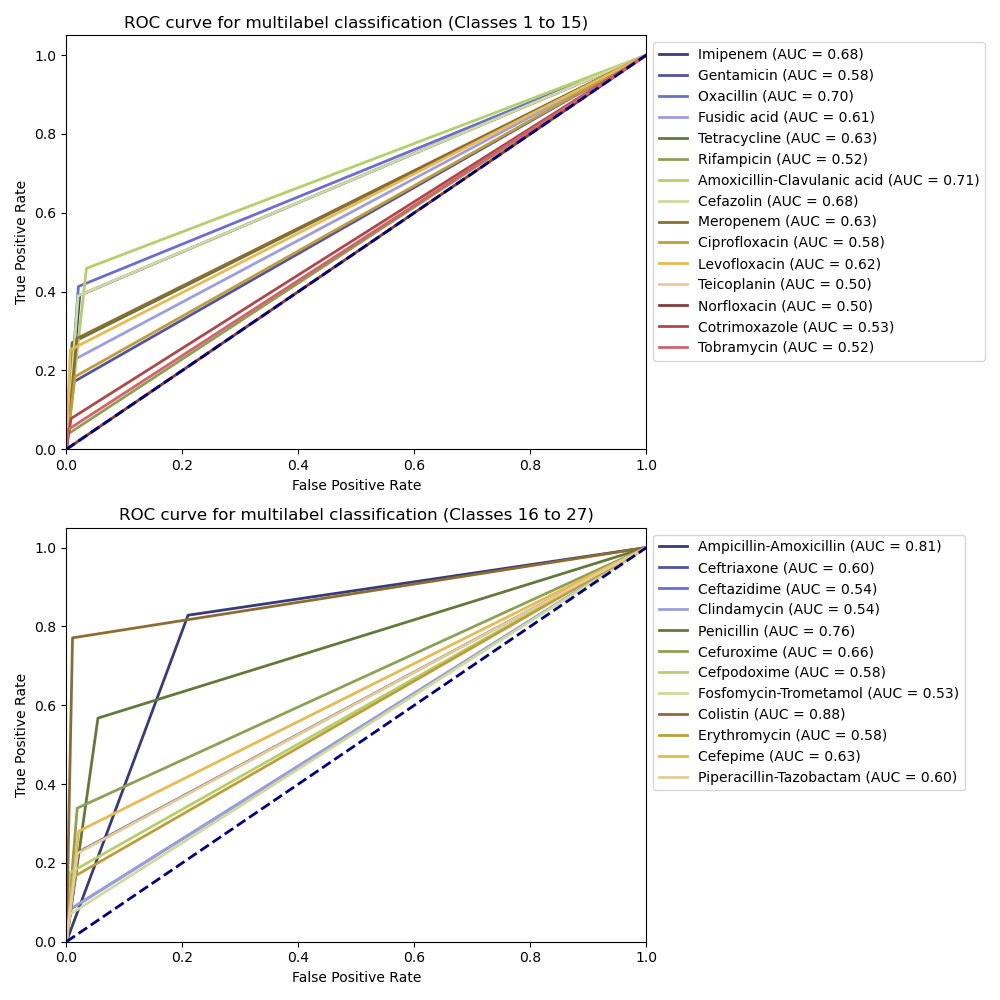 ROC curve for multilabel classification (Classes 1 to 15)
True Positive Rate
1.0
0.8
0.6
0.4
0.2
0.0
0.0 0.2 0.4 0.6 0.8 1.0
False Positive Rate
Imipenem (AUC = 0.68)
Gentamicin (AUC = 0.58)
Oxacillin (AUC = 0.70)
Fusidic acid (AUC = 0.61)
Tetracycline (AUC = 0.63)
Rifampicin (AUC = 0.52)
Amoxicillin-Clavulanic acid (AUC = 0.71)
Cefazolin (AUC = 0.68)
Meropenem (AUC = 0.63)
Ciprofloxacin (AUC = 0.58)
Levofloxacin (AUC = 0.62)
Teicoplanin (AUC = 0.50)
Norfloxacin (AUC = 0.50)
Cotrimoxazole (AUC = 0.53)
Tobramycin (AUC = 0.52)
ROC curve for multilabel classification (Classes 16 to 27)
True Positive Rate
1.0
0.8
0.6
0.4
0.2
0.0
0.0 0.2 0.4 0.6 0.8 1.0
False Positive Rate
Ampicillin-Amoxicillin (AUC = 0.81)
Ceftriaxone (AUC = 0.60)
Ceftazidime (AUC = 0.54)
Clindamycin (AUC = 0.54)
Penicillin (AUC = 0.76)
Cefuroxime (AUC = 0.66)
Cefpodoxime (AUC = 0.58)
Fosfomycin-Trometamol (AUC = 0.53)
Colistin (AUC = 0.88)
Erythromycin (AUC = 0.58)
Cefepime (AUC = 0.63)
Piperacillin-Tazobactam (AUC = 0.60)